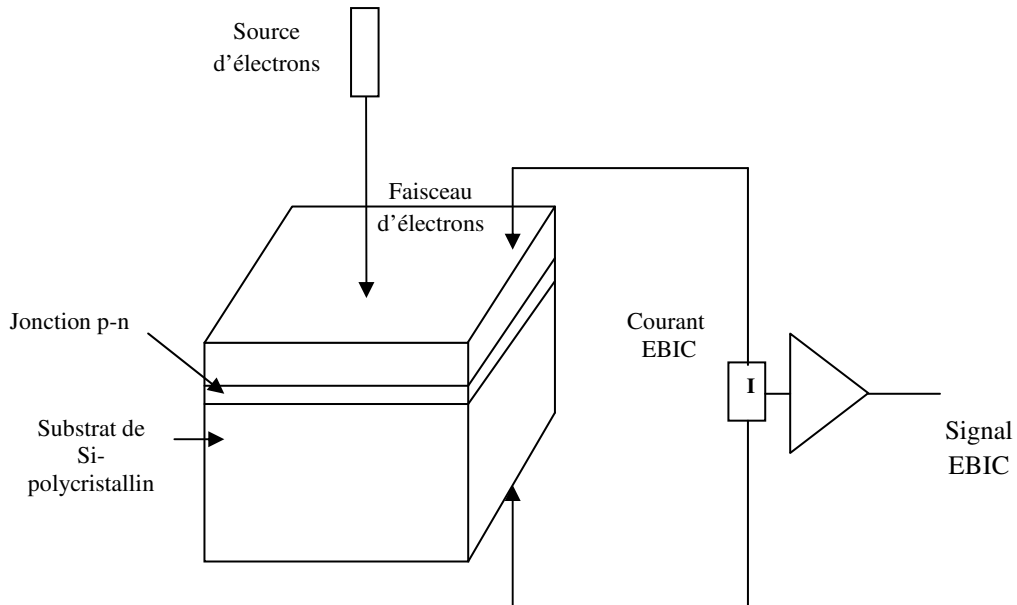 Source
d’électrons
Faisceau
d’électrons
Jonction p-n
Courant
EBIC
I
Signal
EBIC
Substrat de
Si-
polycristallin